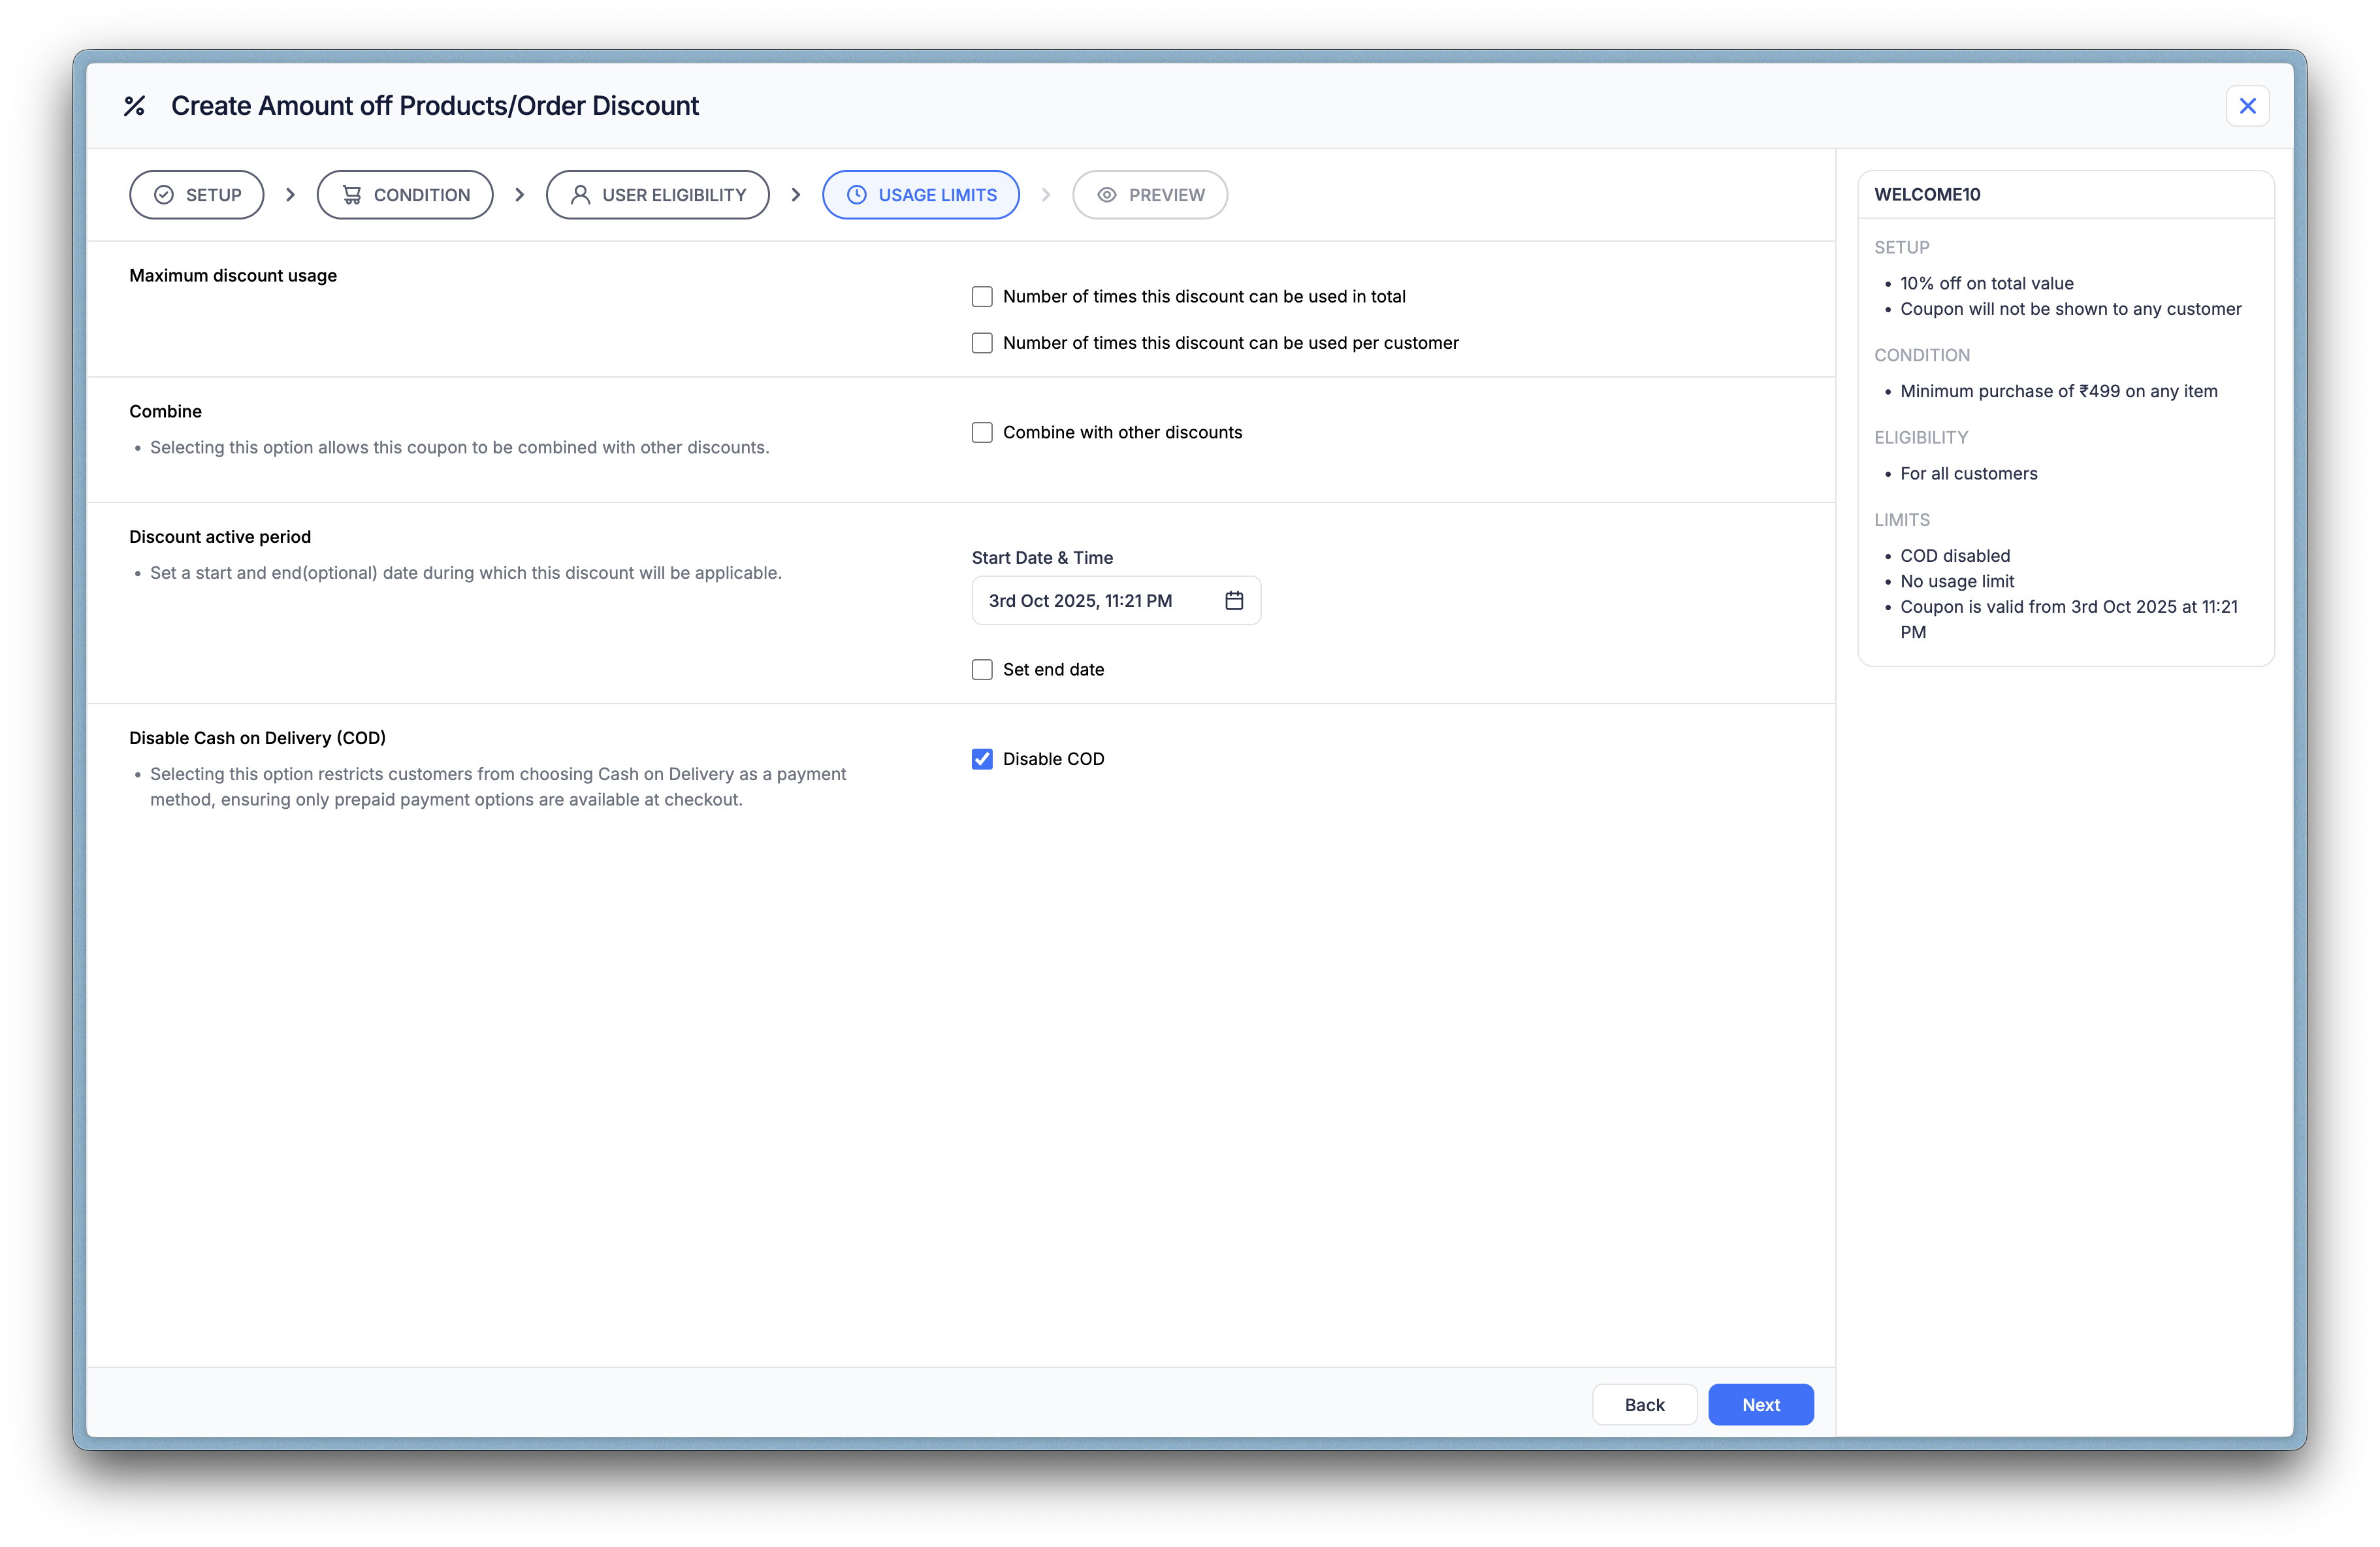 Create Amount off Products/Order Discount
SETUP
CONDITION
USER ELIGIBILITY
USAGE LIMITS
PREVIEW
Maximum discount usage
Number of times this discount can be used in total
Number of times this discount can be used per customer
Combine
• Selecting this option allows this coupon to be combined with other discounts.
Combine with other discounts
Discount active period
• Set a start and end(optional) date during which this discount will be applicable.
Start Date & Time
3rd Oct 2025, 11:21 PM
Set end date
Disable Cash on Delivery (COD)
• Selecting this option restricts customers from choosing Cash on Delivery as a payment
method, ensuring only prepaid payment options are available at checkout.
Disable COD
Back
Next
WELCOME10
SETUP
• 10% off on total value
• Coupon will not be shown to any customer
CONDITION
• Minimum purchase of ₹499 on any item
ELIGIBILITY
• For all customers
LIMITS
• COD disabled
• No usage limit
• Coupon is valid from 3rd Oct 2025 at 11:21
PM